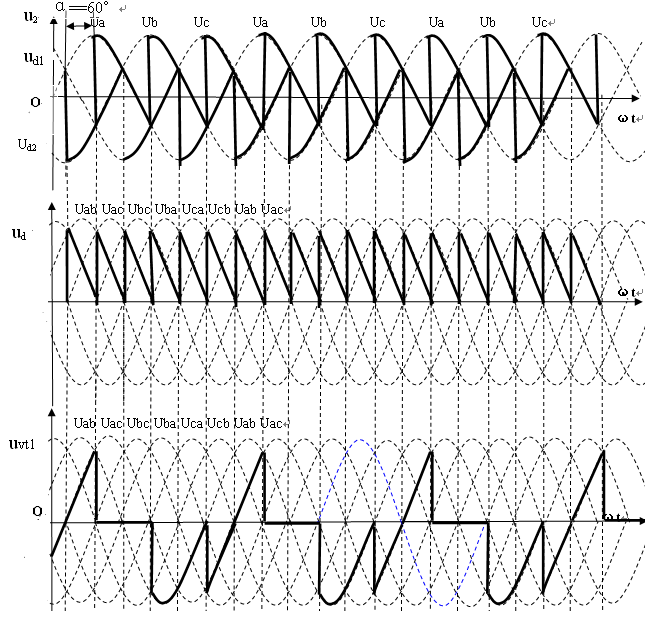 α＝60°
u2 Ua Ub Uc Ua Ub Uc Ua Ub Uc
ud1
O
ωt
Ud2
Uab Uac Ubc Uba Uca Ucb Uab Uac
ud
ωt
Uab Uac Ubc Uba Uca Ucb Uab Uac
uvt1
O
ωt